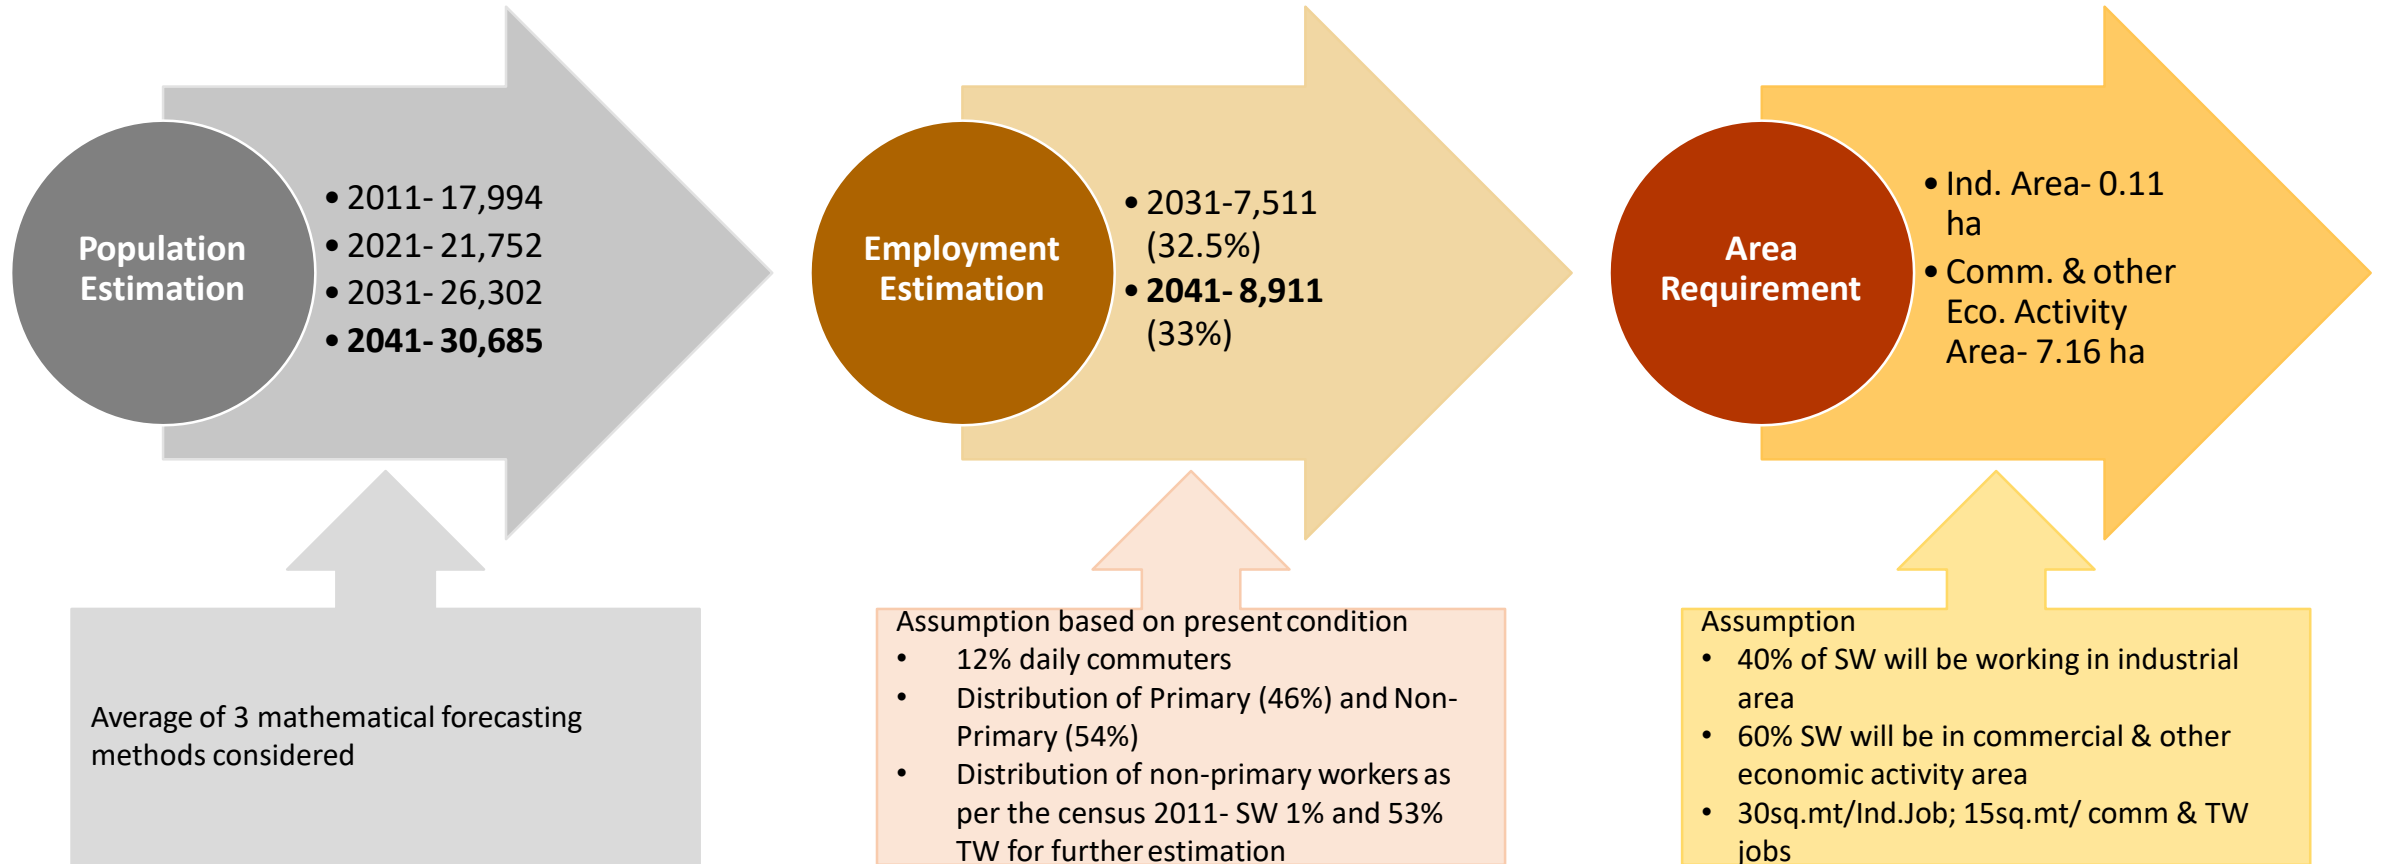 Population
Estimation
• 2011- 17,994
• 2021- 21,752
• 2031- 26,302
• 2041- 30,685
Employment
Estimation
• 2031-7,511
(32.5%)
• 2041- 8,911
(33%)
Area
Requirement
• Ind. Area- 0.11
ha
• Comm. & other
Eco. Activity
Area- 7.16 ha
Average of 3 mathematical forecasting
methods considered
Assumption based on present condition
• 12% daily commuters
• Distribution of Primary (46%) and Non-
Primary (54%)
• Distribution of non-primary workers as
per the census 2011- SW 1% and 53%
TW for further estimation
Assumption
• 40% of SW will be working in industrial
area
• 60% SW will be in commercial & other
economic activity area
• 30sq.mt/Ind.Job; 15sq.mt/ comm & TW
jobs